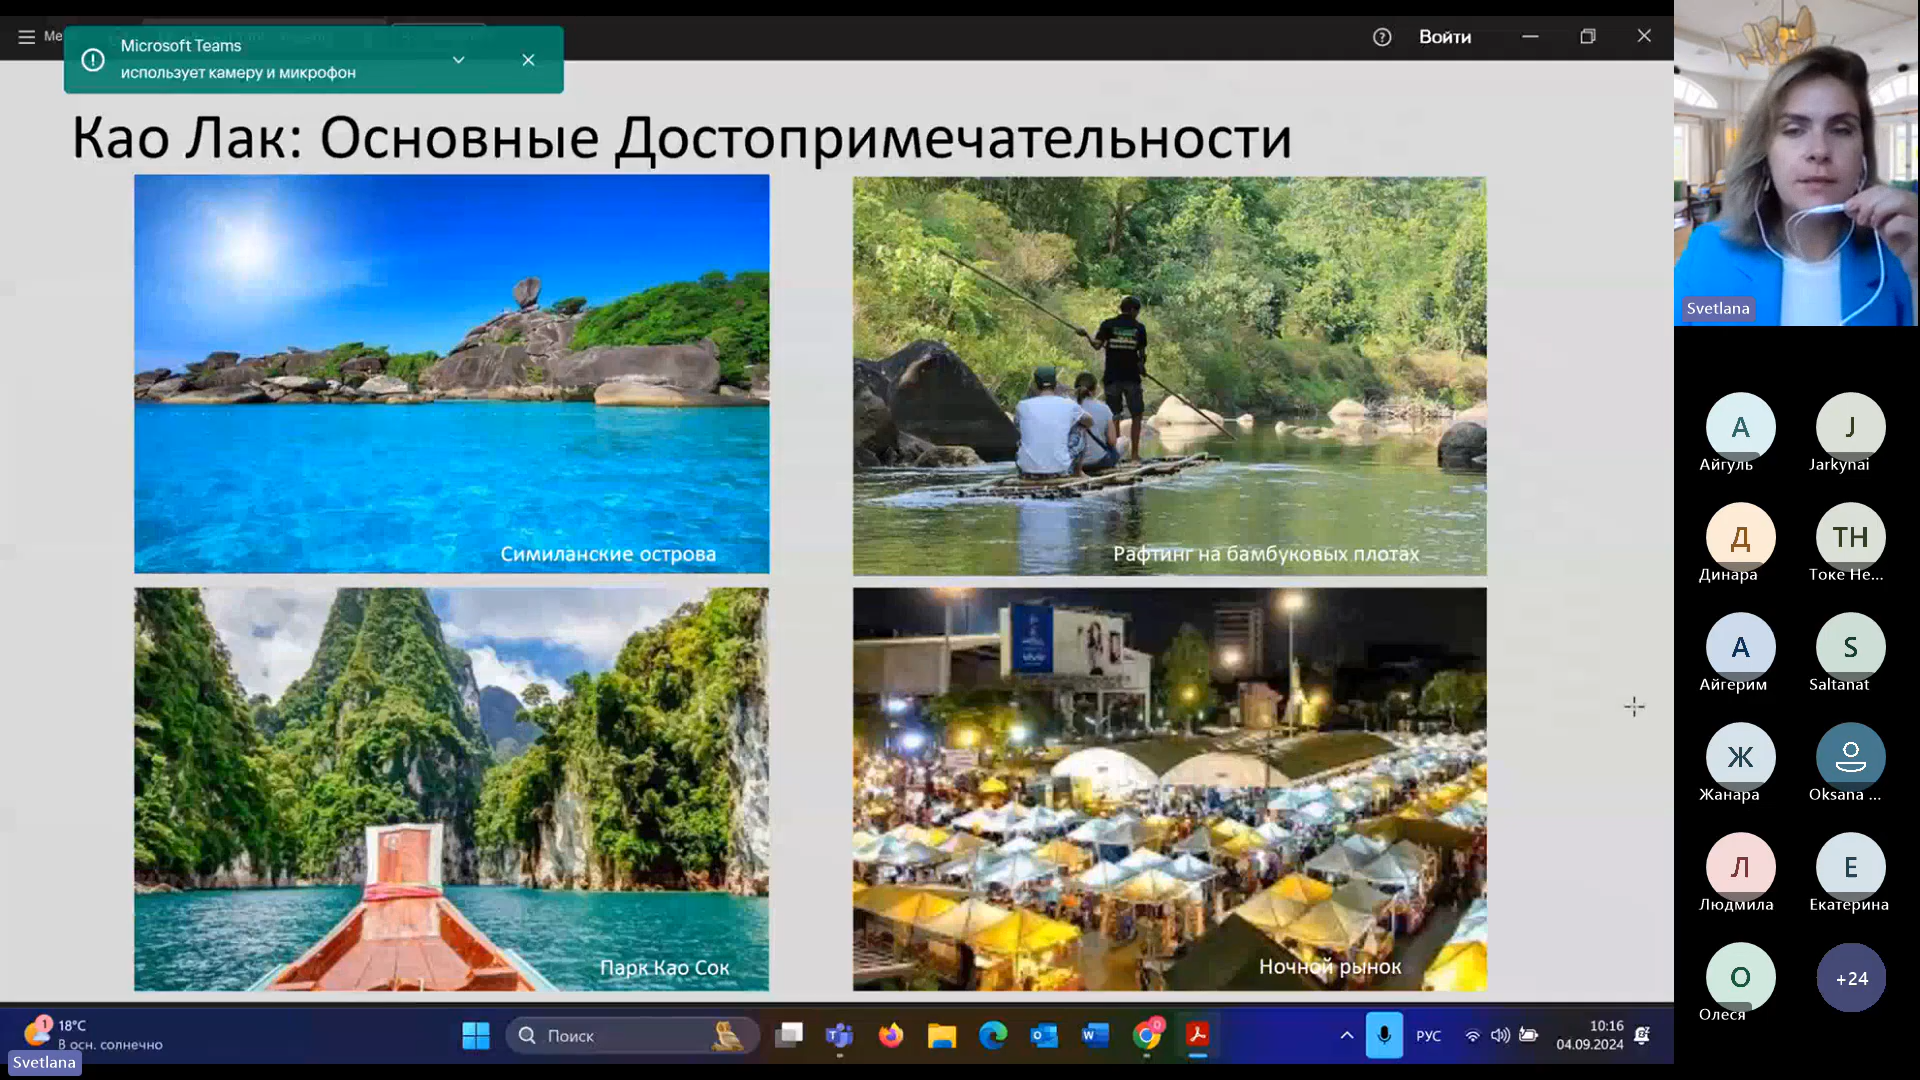 Microsoft Teams
использует камеру и микрофон
Войти
Као Лак: Основные Достопримечательности
Симиланские острова
Рафтинг на бамбуковых плотах
Парк Као Сок
Ночной рынок
Svetlana
А
Айгуль
J
Jarkynai
Д
Динара
TH
Токе Не...
А
Айгерим
S
Saltanat
Ж
Жанара
Oksana ...
Л
Людмила
Е
Екатерина
О
Олеся
+24
1
18°C
В осн. солнечно
Поиск
РУС
10:16
04.09.2024
Svetlana